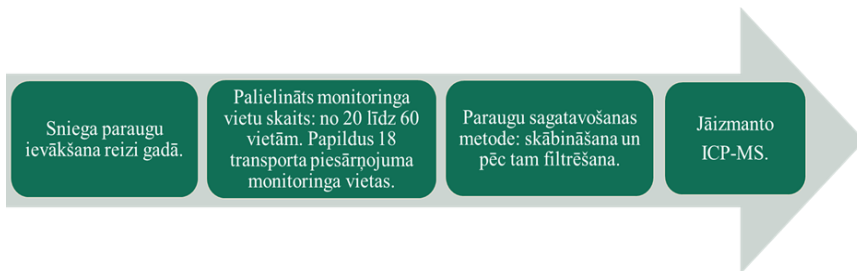 Sniega paraugu
ievākšana reizi gadā.
Palielināts monitoringa
vietu skaits: no 20 līdz 60
vietām. Papildus 18
transporta piesārņojuma
monitoringa vietas.
Paraugu sagatavošanas
metode: skābināšana un
pēc tam filtrēšana.
Jāizmanto
ICP-MS.